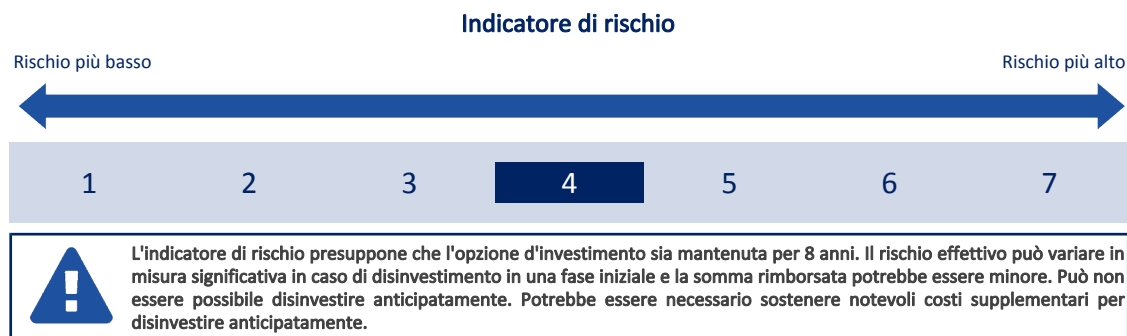 Indicatore di rischio
Rischio più basso
Rischio più alto
1 2 3 4 5 6 7
L'indicatore di rischio presuppone che l'opzione d'investimento sia mantenuta per 8 anni. Il rischio effettivo può variare in
misura significativa in caso di disinvestimento in una fase iniziale e la somma rimborsata potrebbe essere minore. Può non
essere possibile disinvestire anticipatamente. Potrebbe essere necessario sostenere notevoli costi supplementari per
disinvestire anticipatamente.